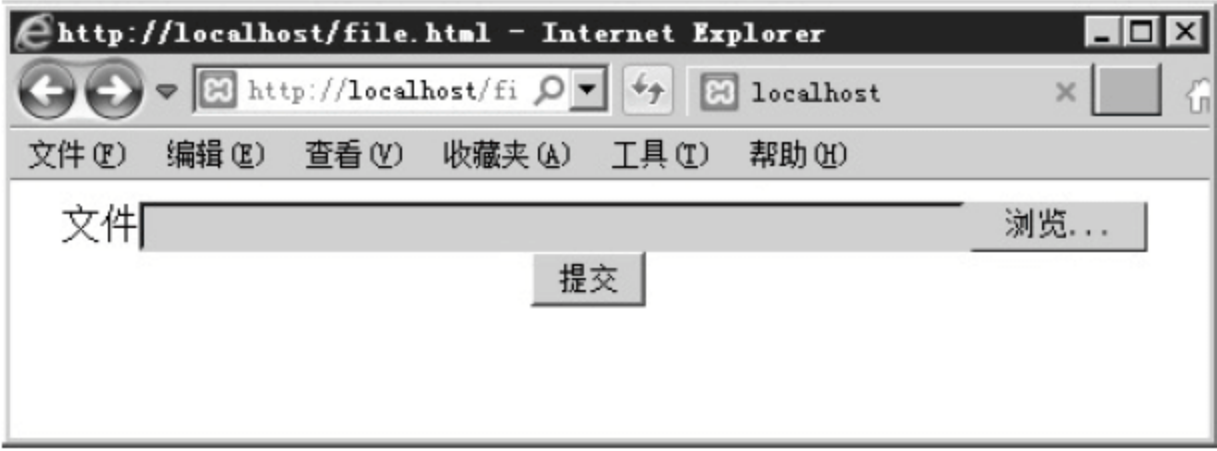 http://localhost/file.html - Internet Explorer
http://localhost/fi localhost
文件(F) 编辑(E) 查看(V) 收藏夹(A) 工具(T) 帮助(H)
文件 浏览...
提交